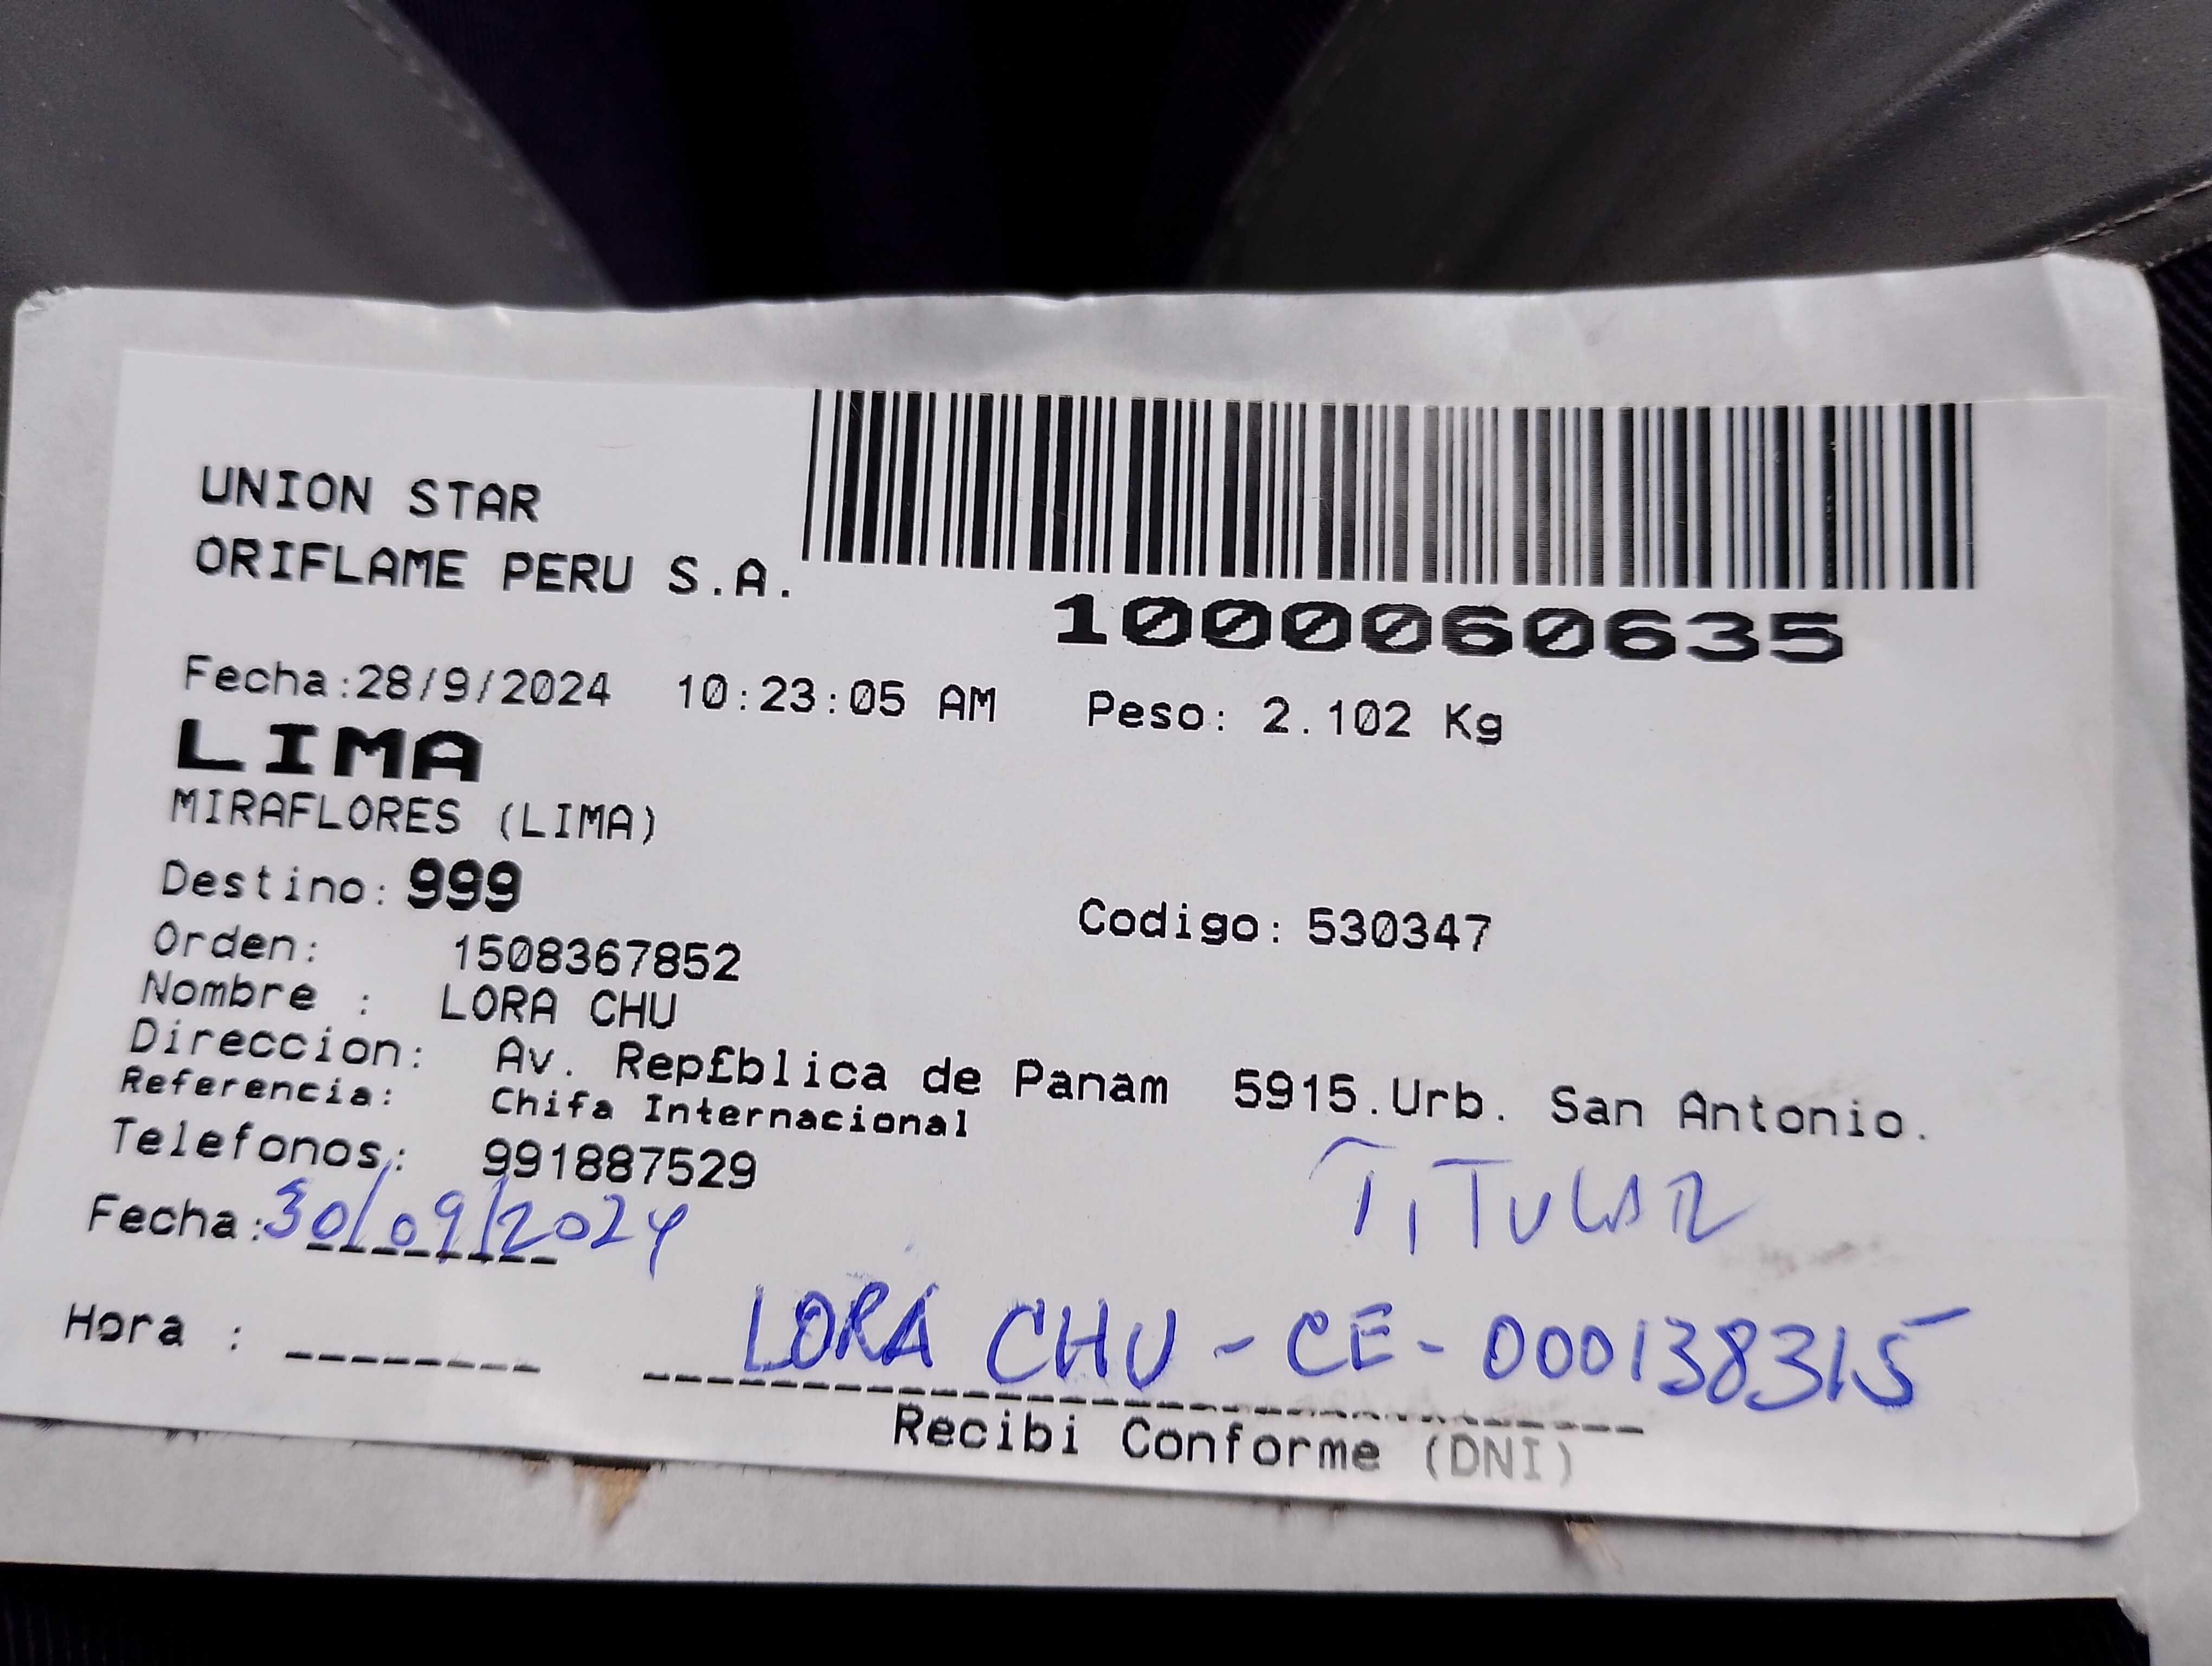 UNION STAR
ORIFLAME PERU S.A.
1000060635
Fecha:28/9/2024 10:23:05 AM Peso: 2.102 Kg
LIMA
MIRAFLORES (LIMA)
Destino: 999
Codigo: 530347
Orden: 1508367852
Nombre : LORA CHU
Direccion: Av. Rep£blica de Panam 5915.Urb. San Antonio.
Referencia: Chifa Internacional
Telefonos: 991887529
TITULAR
Fecha: 30/09/2024
Hora :
LORA CHU - CE - 000138315
Recibi Conforme (DNI)